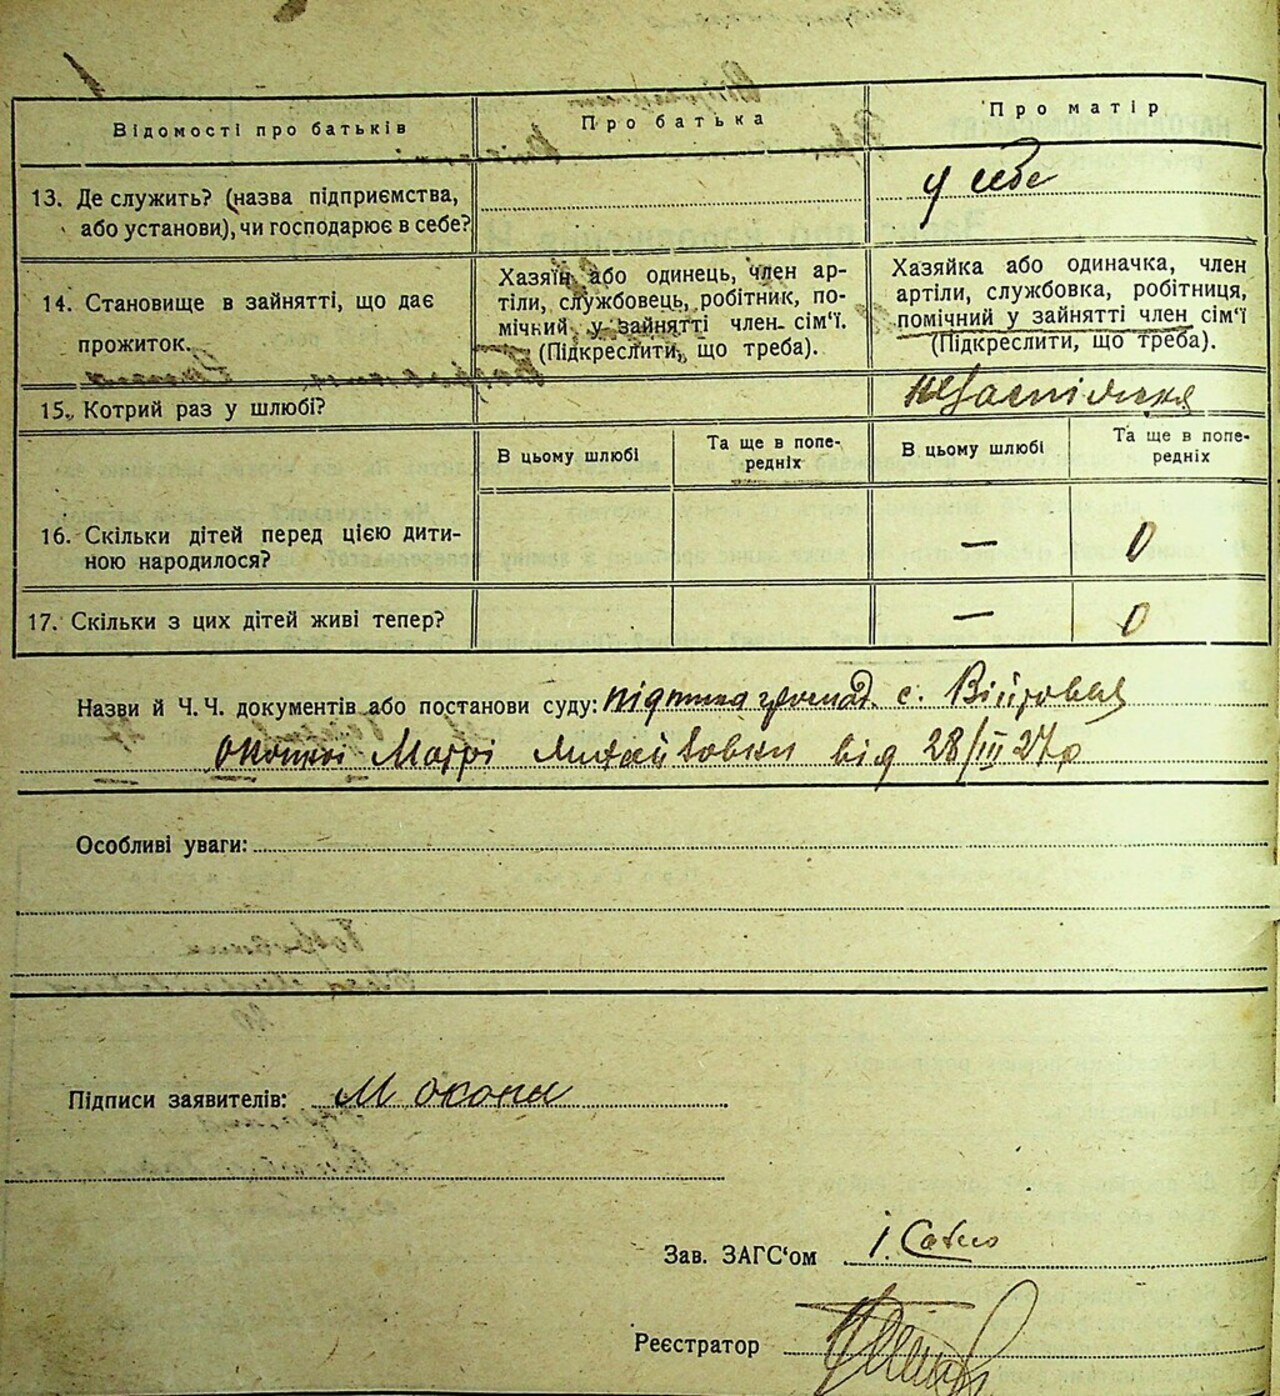 Відомості про батьків
Про батька
Про матір
13. Де служить? (назва підприємства,
або установи), чи господарює в себе?
у себе
14. Становище в зайнятті, що дає
прожиток.
Хазяїн або одинець, член ар-
тіли, службовець, робітник, по-
мічний у зайнятті член- сім‘ї.
(Підкреслити, що треба).
Хазяйка або одиначка, член
артіли, службовка, робітниця,
помічний у зайнятті член сім‘ї
(Підкреслити, що треба).
15. Котрий раз у шлюбі?
В цьому шлюбі
Та ще в попе-
редніх
В цьому шлюбі
Та ще в попе-
редніх
16. Скільки дітей перед цією дити-
ною народилося?
—
0
17. Скільки з цих дітей живі тепер?
—
0
Назви й Ч. Ч. документів або постанови суду: громад. с.
від 28/III 27р
Особливі уваги:
Підписи заявителів: М
Зав. ЗАГС‘ом І.
Реєстратор